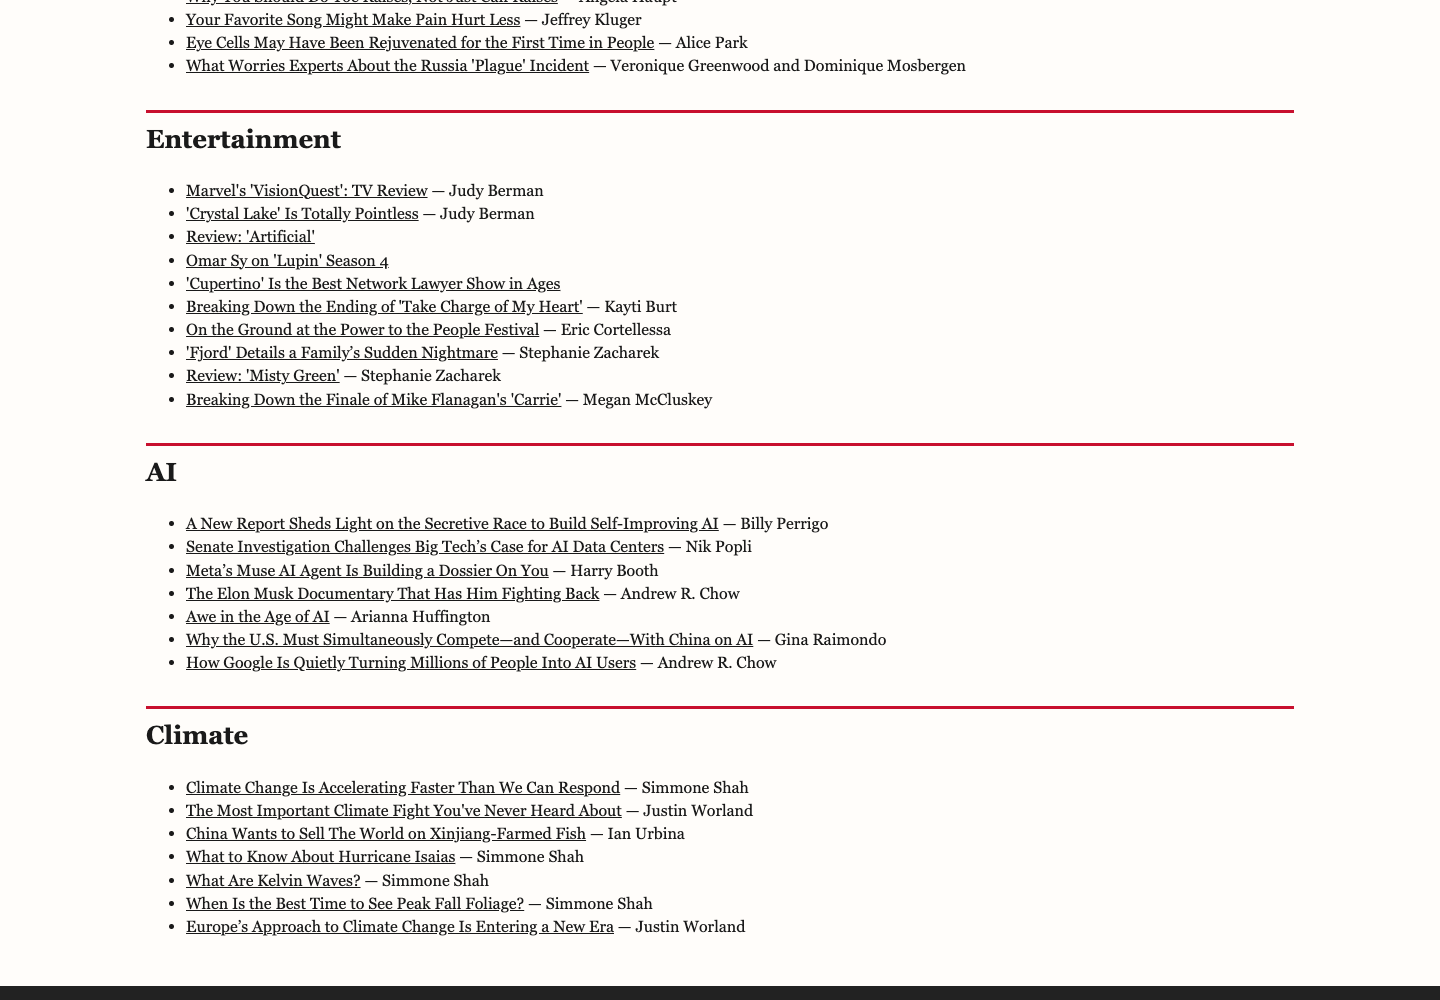 Why You Should Do Toe Raises, Not Just Calf Raises — Angela Haupt
Your Favorite Song Might Make Pain Hurt Less — Jeffrey Kluger
Eye Cells May Have Been Rejuvenated for the First Time in People — Alice Park
What Worries Experts About the Russia 'Plague' Incident — Veronique Greenwood and Dominique Mosbergen
Entertainment
Marvel's 'VisionQuest': TV Review — Judy Berman
'Crystal Lake' Is Totally Pointless — Judy Berman
Review: 'Artificial'
Omar Sy on 'Lupin' Season 4
'Cupertino' Is the Best Network Lawyer Show in Ages
Breaking Down the Ending of 'Take Charge of My Heart' — Kayti Burt
On the Ground at the Power to the People Festival — Eric Cortellessa
'Fjord' Details a Family’s Sudden Nightmare — Stephanie Zacharek
Review: 'Misty Green' — Stephanie Zacharek
Breaking Down the Finale of Mike Flanagan's 'Carrie' — Megan McCluskey
AI
A New Report Sheds Light on the Secretive Race to Build Self-Improving AI — Billy Perrigo
Senate Investigation Challenges Big Tech’s Case for AI Data Centers — Nik Popli
Meta’s Muse AI Agent Is Building a Dossier On You — Harry Booth
The Elon Musk Documentary That Has Him Fighting Back — Andrew R. Chow
Awe in the Age of AI — Arianna Huffington
Why the U.S. Must Simultaneously Compete—and Cooperate—With China on AI — Gina Raimondo
How Google Is Quietly Turning Millions of People Into AI Users — Andrew R. Chow
Climate
Climate Change Is Accelerating Faster Than We Can Respond — Simmone Shah
The Most Important Climate Fight You've Never Heard About — Justin Worland
China Wants to Sell The World on Xinjiang-Farmed Fish — Ian Urbina
What to Know About Hurricane Isaias — Simmone Shah
What Are Kelvin Waves? — Simmone Shah
When Is the Best Time to See Peak Fall Foliage? — Simmone Shah
Europe’s Approach to Climate Change Is Entering a New Era — Justin Worland